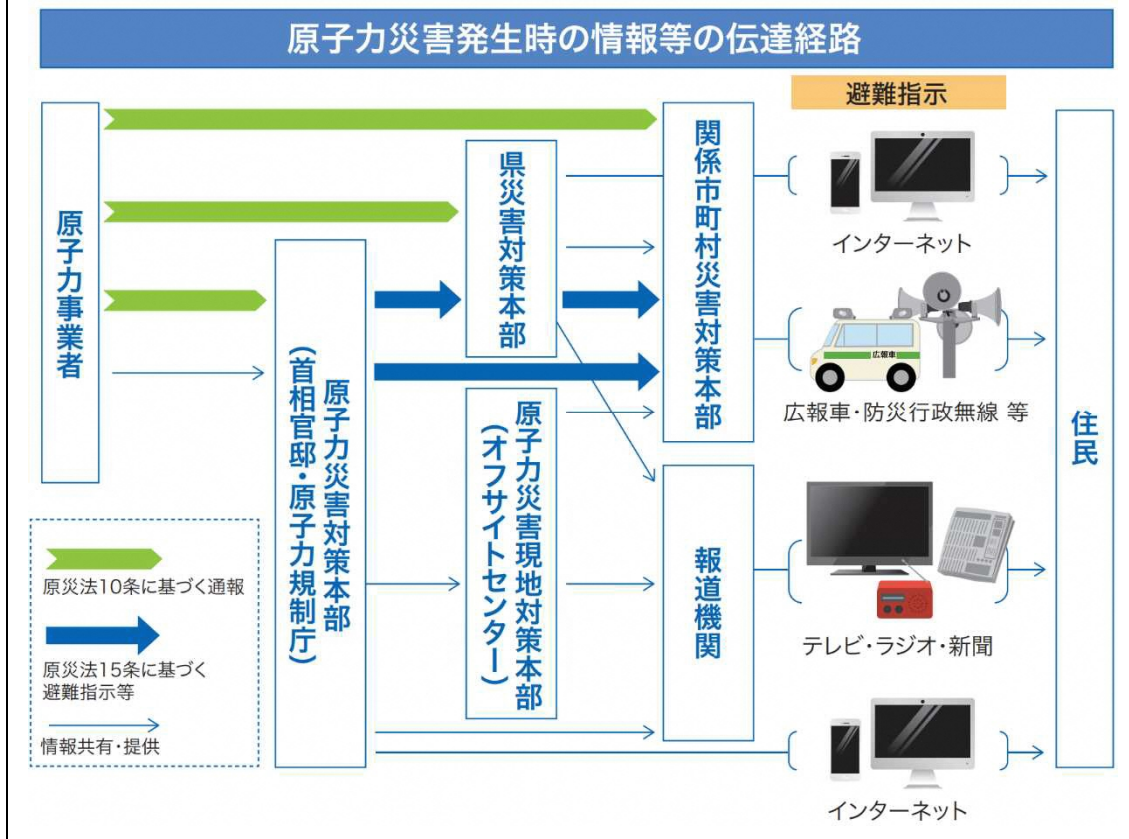 原子力災害発生時の情報等の伝達経路
避難指示
原子力事業者
原子力災害対策本部
(首相官邸・原子力規制庁)
県災害対策本部
原子力災害現地対策本部
(オフサイトセンター)
関係市町村災害対策本部
報道機関
インターネット
広報車
広報車・防災行政無線 等
テレビ・ラジオ・新聞
インターネット
住民
原災法10条に基づく通報
原災法15条に基づく
避難指示等
情報共有・提供